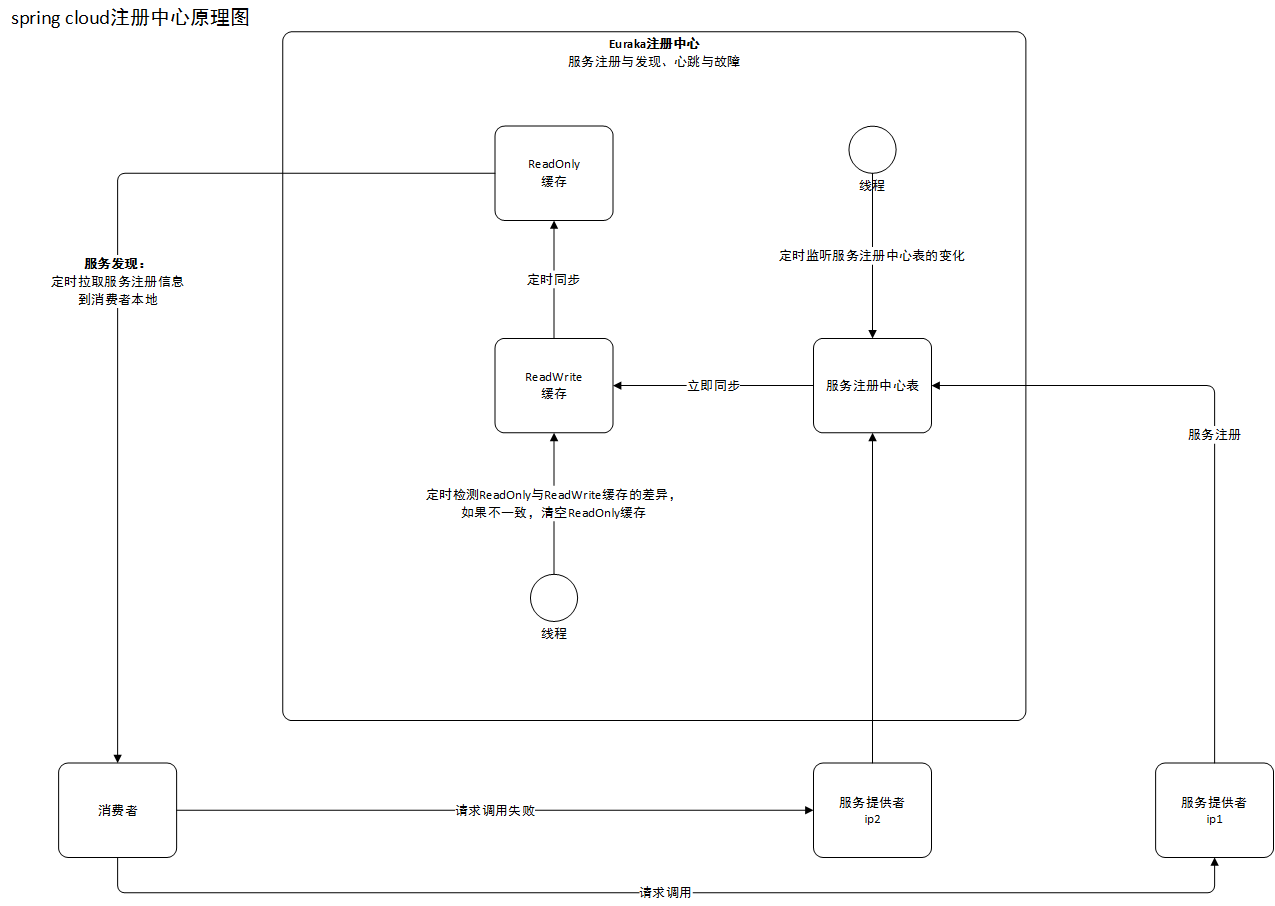 spring cloud注册中心原理图
Euraka注册中心
服务注册与发现、心跳与故障
ReadOnly
缓存
线程
定时监听服务注册中心表的变化
服务发现：
定时拉取服务注册信息
到消费者本地
定时同步
ReadWrite
缓存
立即同步
服务注册中心表
服务注册
定时检测ReadOnly与ReadWrite缓存的差异，
如果不一致，清空ReadOnly缓存
线程
消费者
请求调用失败
服务提供者
ip2
服务提供者
ip1
请求调用